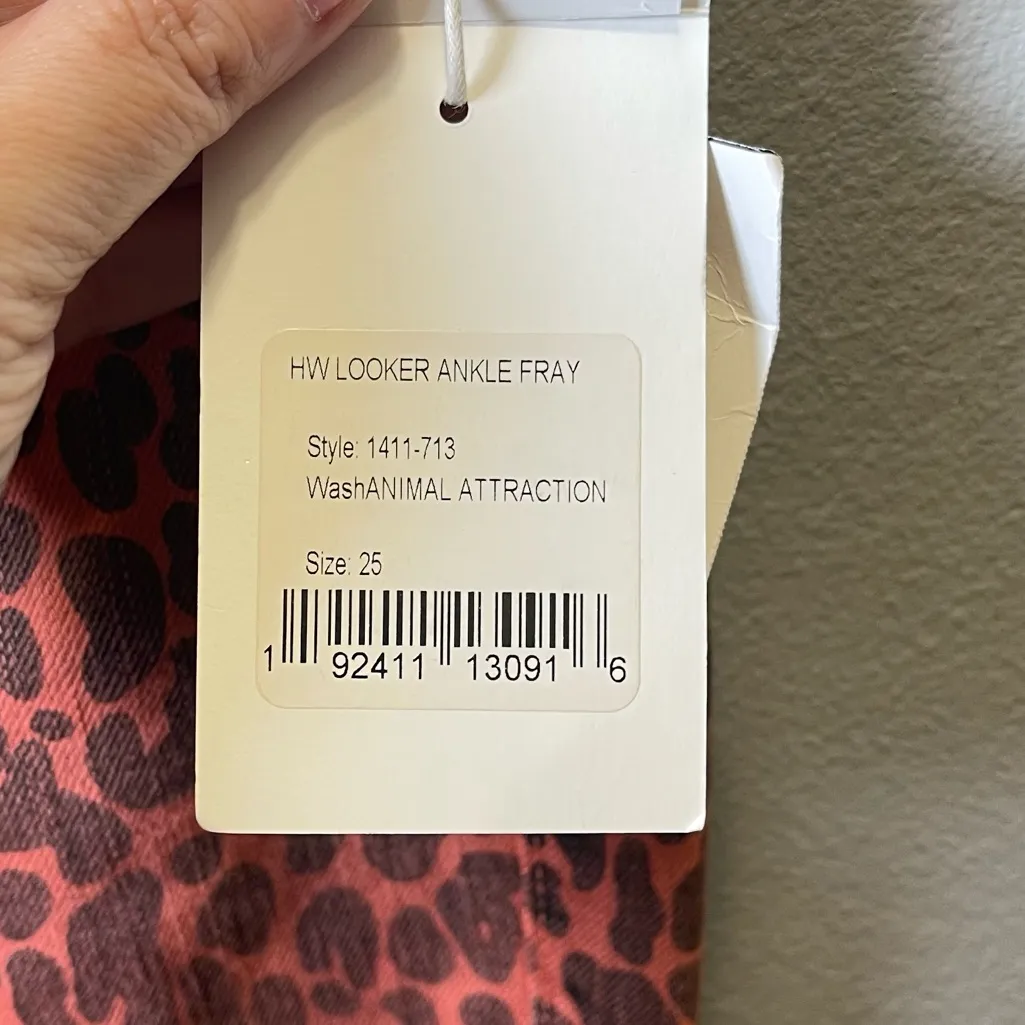 HW LOOKER ANKLE FRAY
Style: 1411-713
WashANIMAL ATTRACTION
Size: 25
1 92411 13091 6